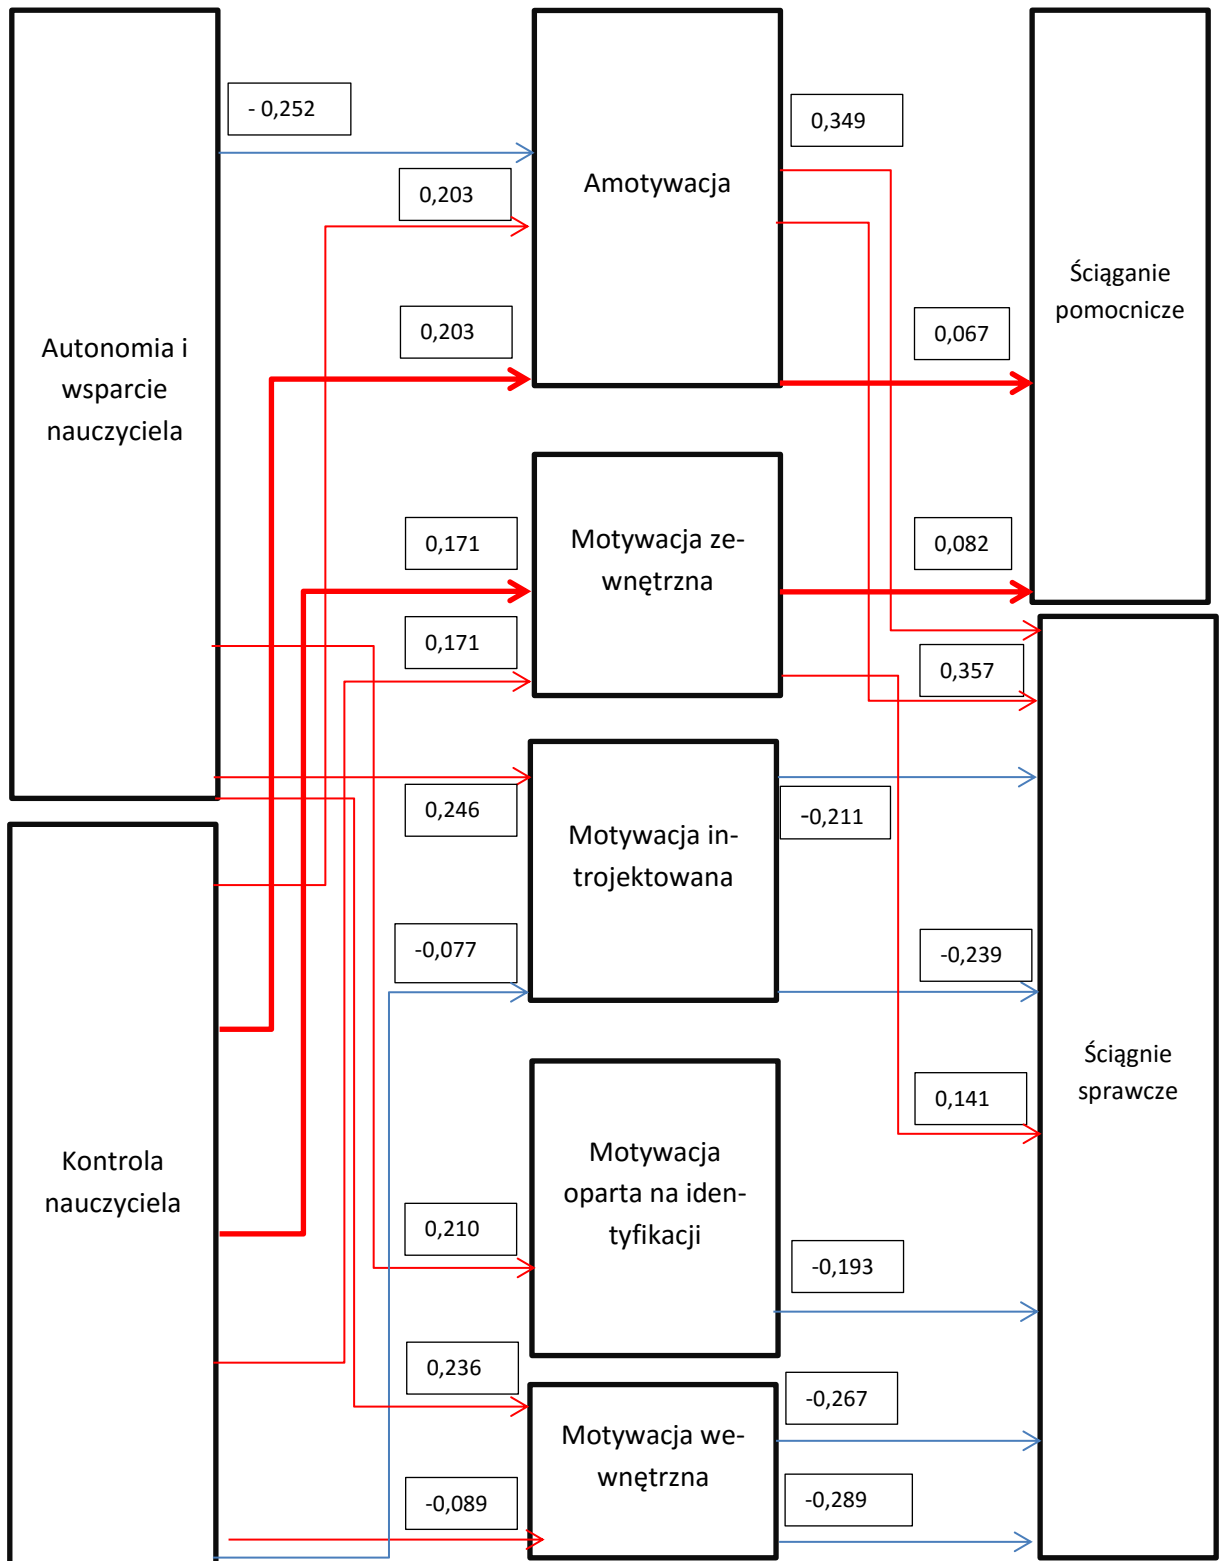 - 0,252
0,349
Amotywacja
0,203
Ściąganie
pomocnicze
0,203
0,067
Autonomia i
wsparcie
nauczyciela
0,171
Motywacja ze-
wnętrzna
0,082
0,171
0,357
0,246
Motywacja in-
trojektowana
-0,211
-0,077
-0,239
Ściągnie
sprawcze
0,141
Kontrola
nauczyciela
Motywacja
oparta na iden-
tyfikacji
0,210
-0,193
0,236
-0,267
Motywacja we-
wnętrzna
-0,089
-0,289